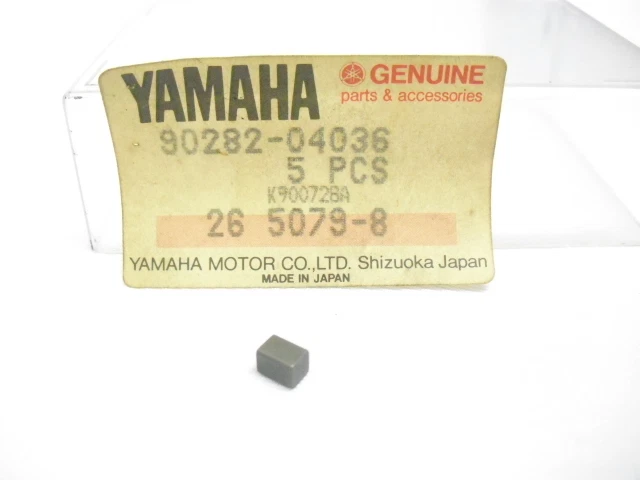 YAMAHA GENUINE
parts & accessories
90282-04036
5 PCS
K90072BA
26 5079-8
YAMAHA MOTOR CO.,LTD. Shizuoka Japan
MADE IN JAPAN